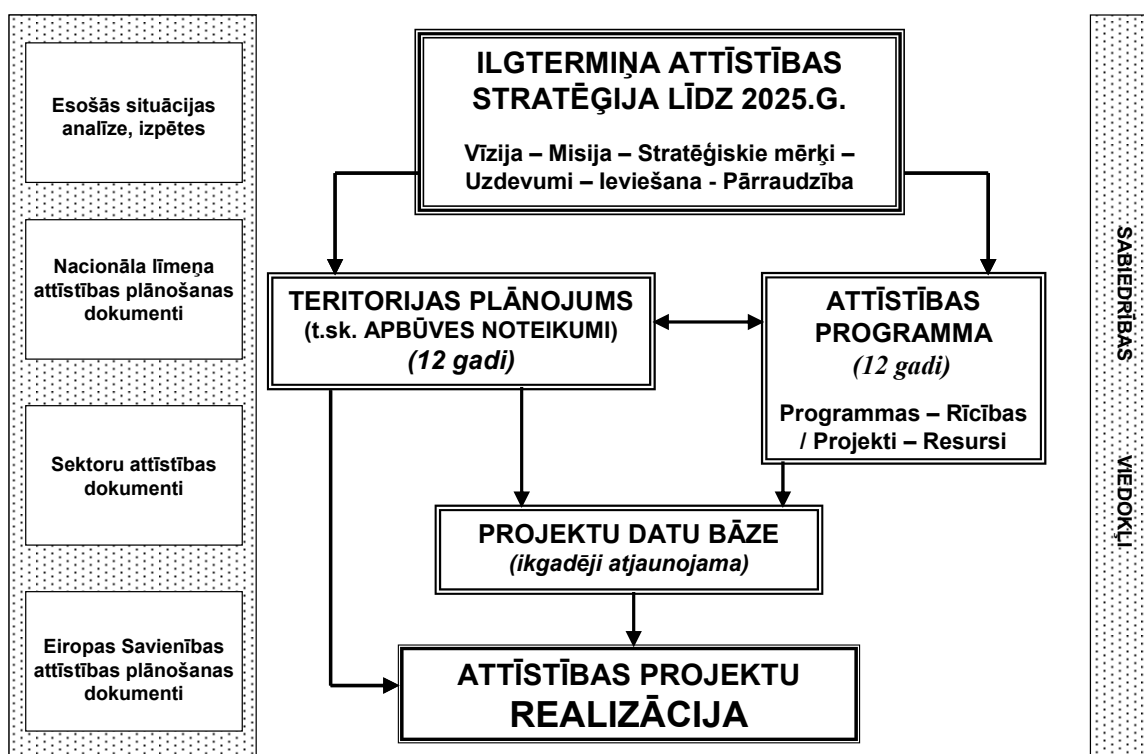 Esošās situācijas
analīze, izpētes
Nacionāla līmeņa
attīstības plānošanas
dokumenti
Sektoru attīstības
dokumenti
Eiropas Savienības
attīstības plānošanas
dokumenti
ILGTERMIŅA ATTĪSTĪBAS
STRATĒĢIJA LĪDZ 2025.G.
Vīzija – Misija – Stratēģiskie mērķi –
Uzdevumi – Ieviešana - Pārraudzība
TERITORIJAS PLĀNOJUMS
(t.sk. APBŪVES NOTEIKUMI)
(12 gadi)
ATTĪSTĪBAS
PROGRAMMA
(12 gadi)
Programmas – Rīcības
/ Projekti – Resursi
PROJEKTU DATU BĀZE
(ikgadēji atjaunojama)
ATTĪSTĪBAS PROJEKTU
REALIZĀCIJA
SABIEDRĪBAS VIEDOKĻI